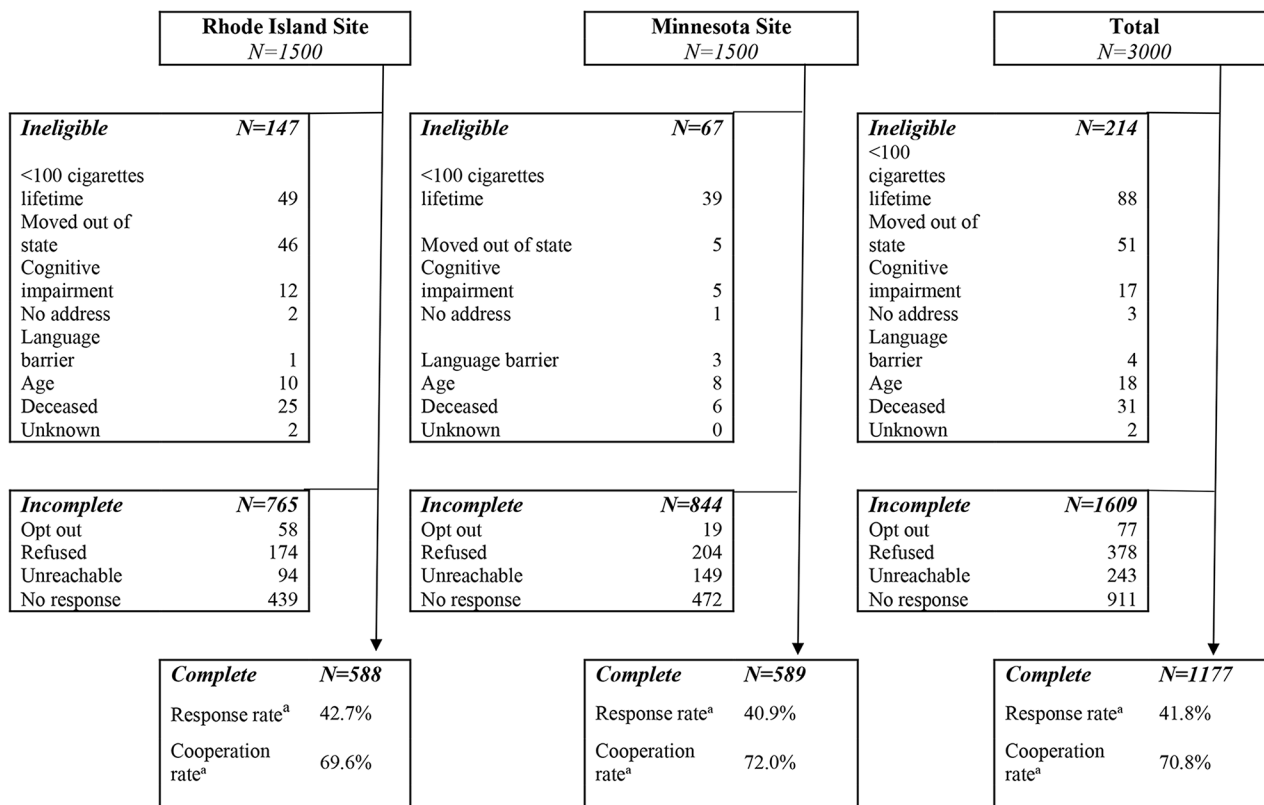 Rhode Island Site
N=1500
Minnesota Site
N=1500
Total
N=3000
Ineligible N=147
<100 cigarettes
lifetime 49
Moved out of
state 46
Cognitive
impairment 12
No address 2
Language
barrier 1
Age 10
Deceased 25
Unknown 2
Ineligible N=67
<100 cigarettes
lifetime 39
Moved out of state 5
Cognitive
impairment 5
No address 1
Language barrier 3
Age 8
Deceased 6
Unknown 0
Ineligible N=214
<100
cigarettes
lifetime 88
Moved out of
state 51
Cognitive
impairment 17
No address 3
Language
barrier 4
Age 18
Deceased 31
Unknown 2
Incomplete N=765
Opt out 58
Refused 174
Unreachable 94
No response 439
Incomplete N=844
Opt out 19
Refused 204
Unreachable 149
No response 472
Incomplete N=1609
Opt out 77
Refused 378
Unreachable 243
No response 911
Complete N=588
Response rateᵃ 42.7%
Cooperation
rateᵃ 69.6%
Complete N=589
Response rateᵃ 40.9%
Cooperation
rateᵃ 72.0%
Complete N=1177
Response rateᵃ 41.8%
Cooperation
rateᵃ 70.8%